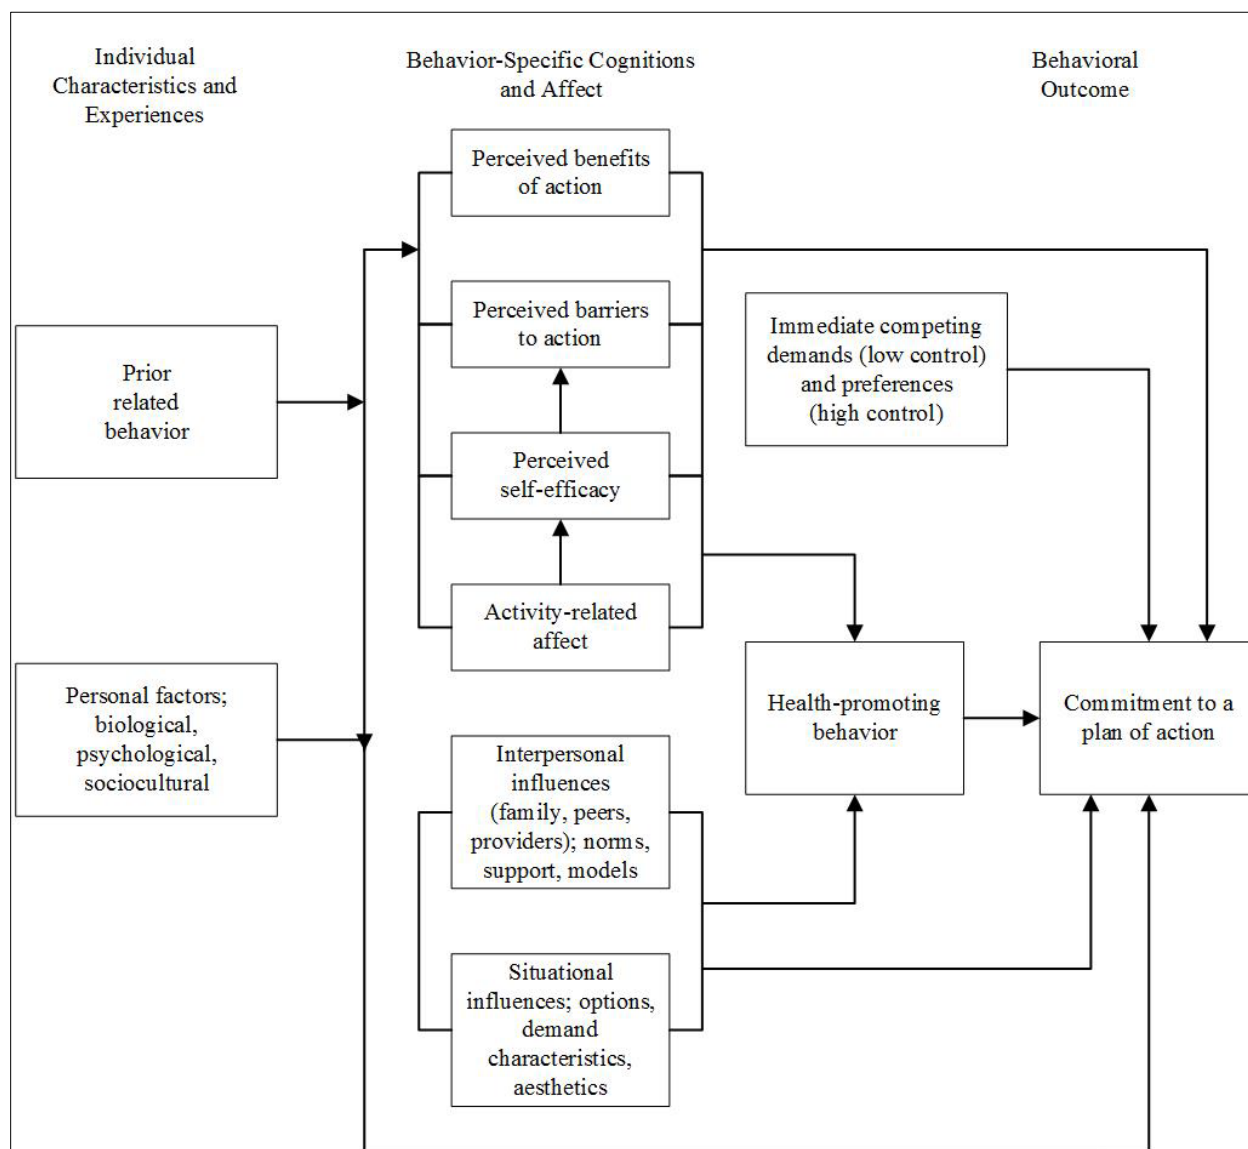 Individual
Characteristics and
Experiences
Behavior-Specific Cognitions
and Affect
Behavioral
Outcome
Perceived benefits
of action
Perceived barriers
to action
Immediate competing
demands (low control)
and preferences
(high control)
Prior
related
behavior
Perceived
self-efficacy
Activity-related
affect
Personal factors;
biological,
psychological,
sociocultural
Health-promoting
behavior
Commitment to a
plan of action
Interpersonal
influences
(family, peers,
providers); norms,
support, models
Situational
influences; options,
demand
characteristics,
aesthetics